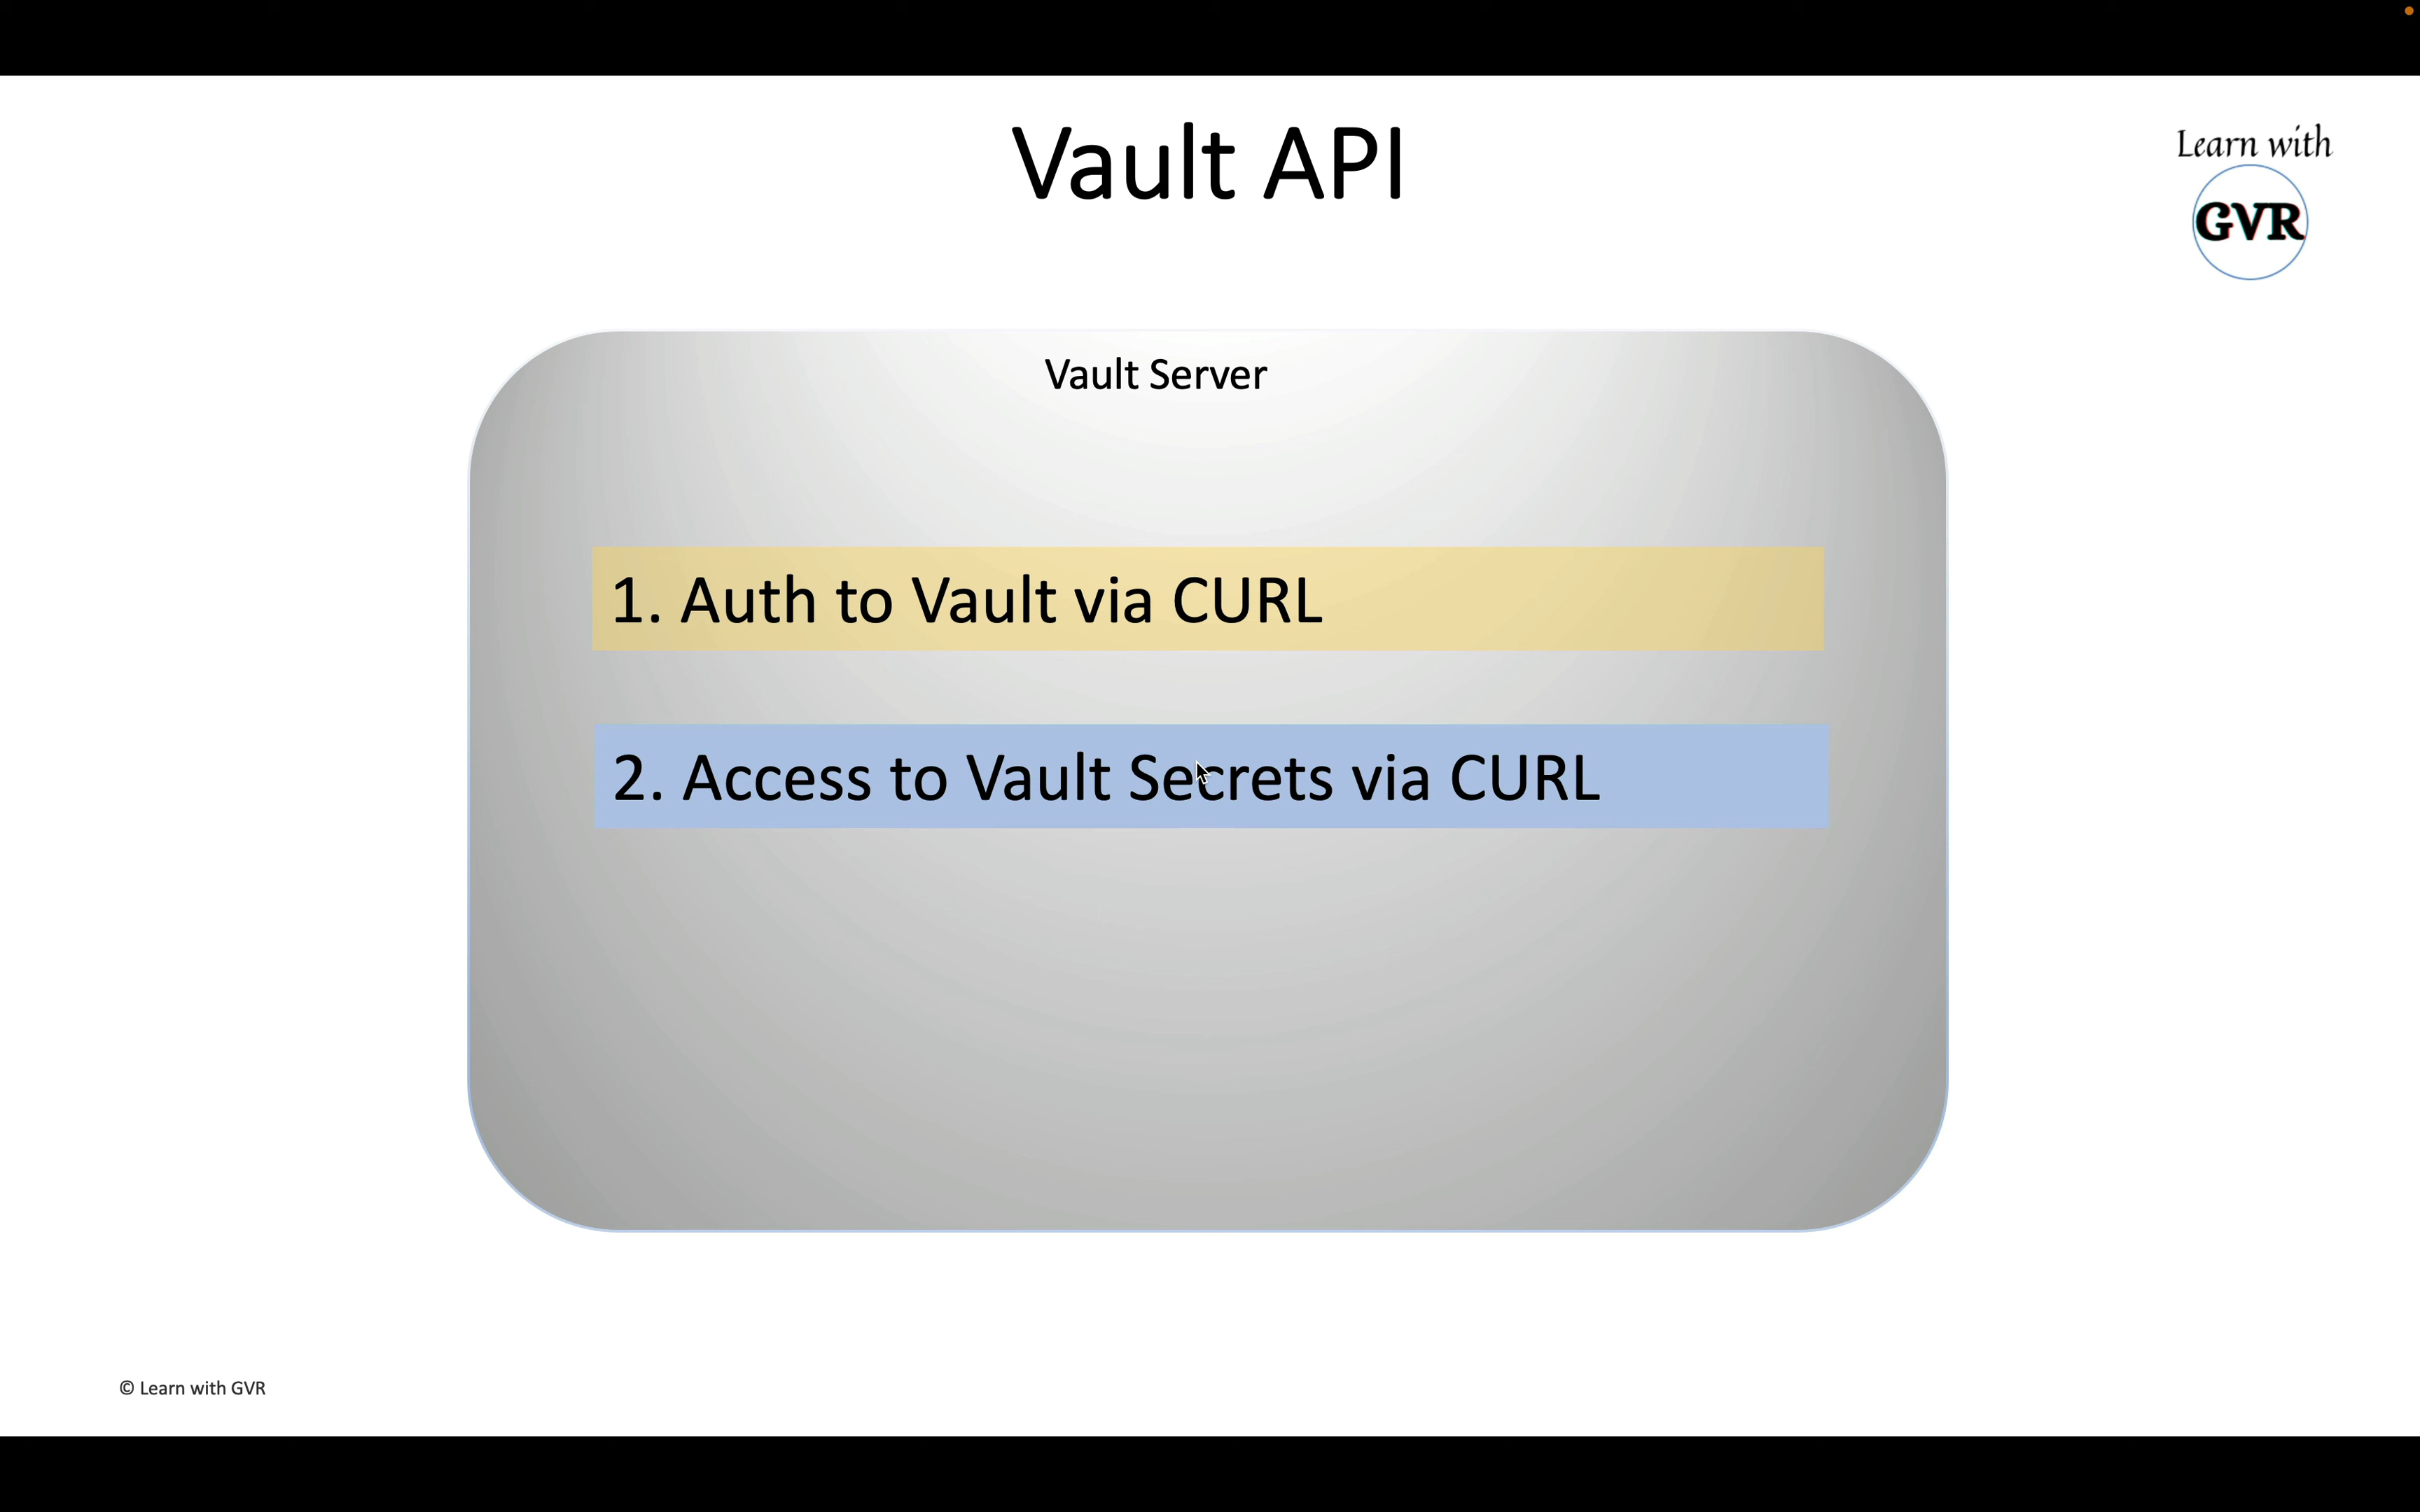 Vault API
Learn with
GVR
Vault Server
1. Auth to Vault via CURL
2. Access to Vault Secrets via CURL
© Learn with GVR